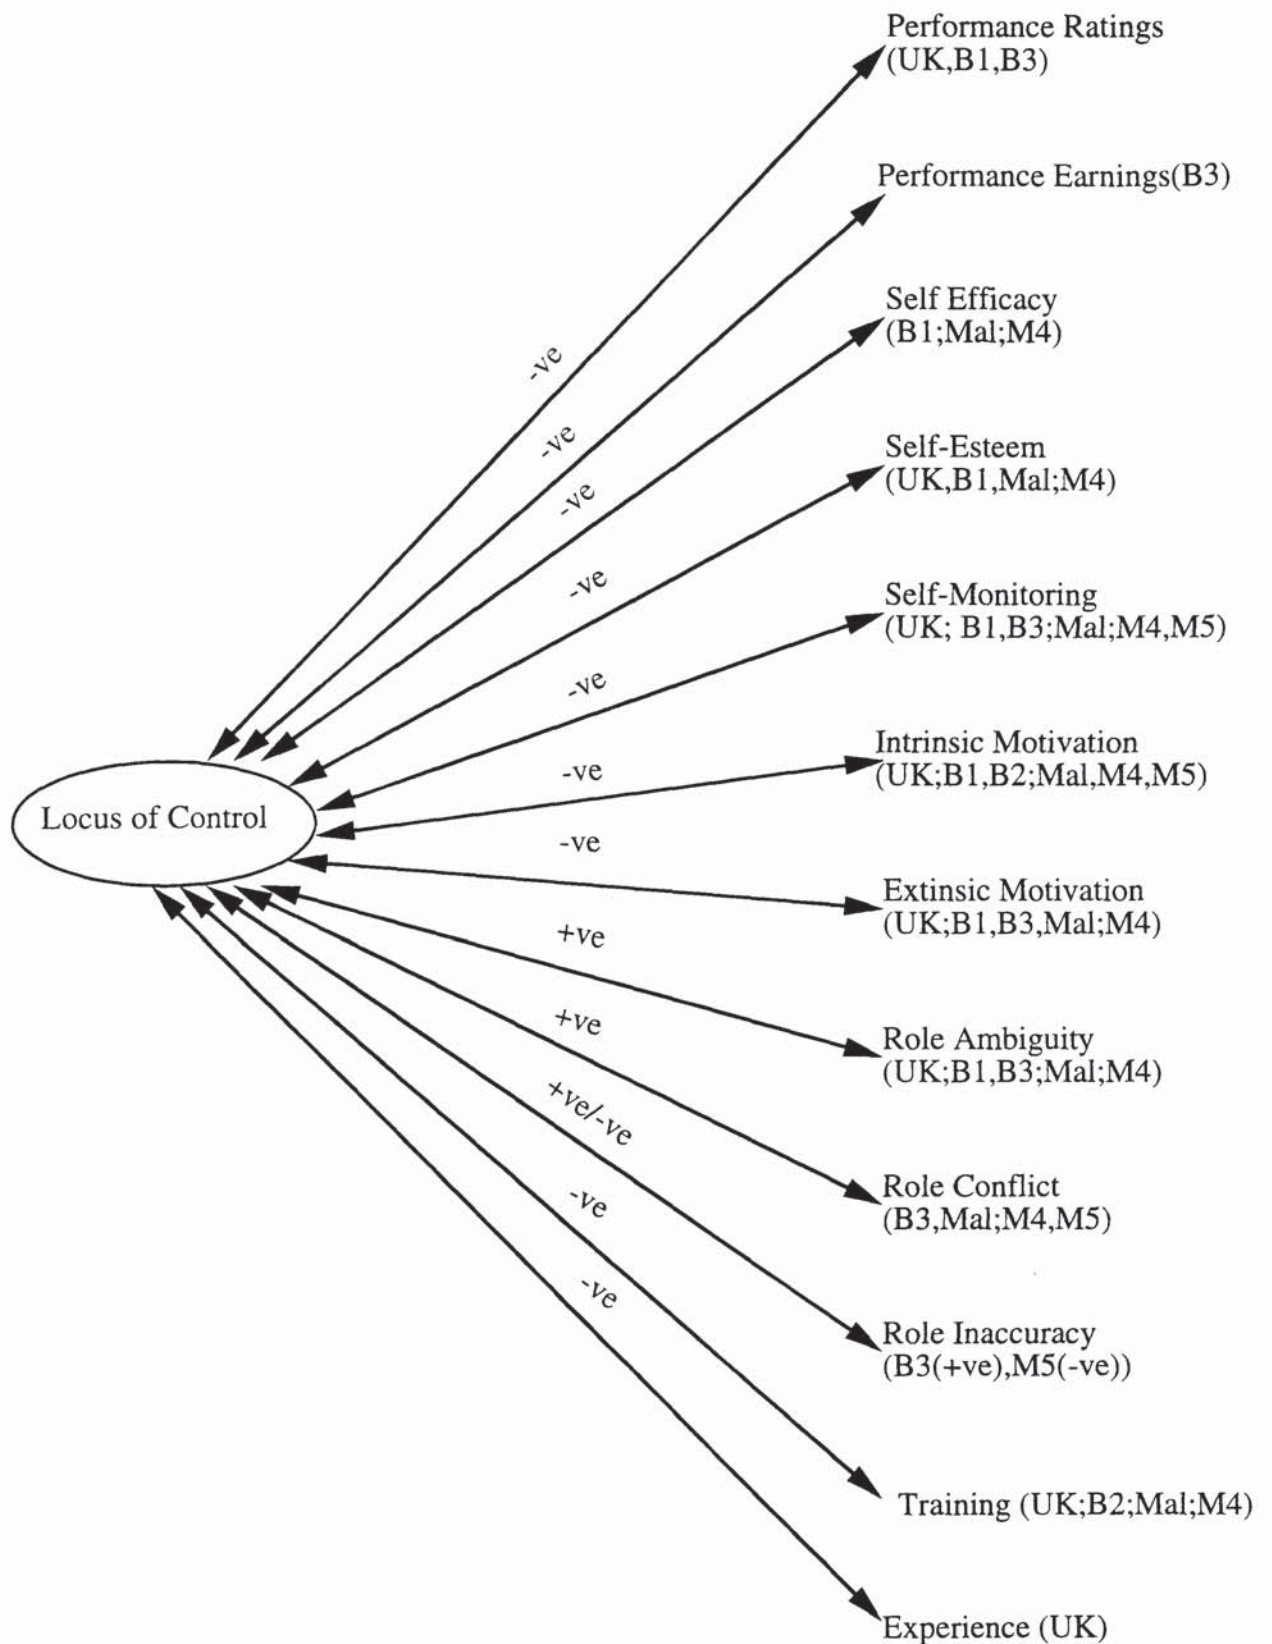 Performance Ratings
(UK,B1,B3)
Performance Earnings(B3)
Self Efficacy
(B1;Mal;M4)
-ve
Self-Esteem
(UK,B1,Mal;M4)
-ve
-ve
Self-Monitoring
(UK; B1,B3;Mal;M4,M5)
-ve
-ve
Intrinsic Motivation
(UK;B1,B2;Mal,M4,M5)
-ve
Locus of Control
-ve
Extinsic Motivation
(UK;B1,B3,Mal;M4)
+ve
Role Ambiguity
(UK;B1,B3;Mal;M4)
+ve
+ve/-ve
Role Conflict
(B3,Mal;M4,M5)
-ve
-ve
Role Inaccuracy
(B3(+ve),M5(-ve))
Training (UK;B2;Mal;M4)
Experience (UK)